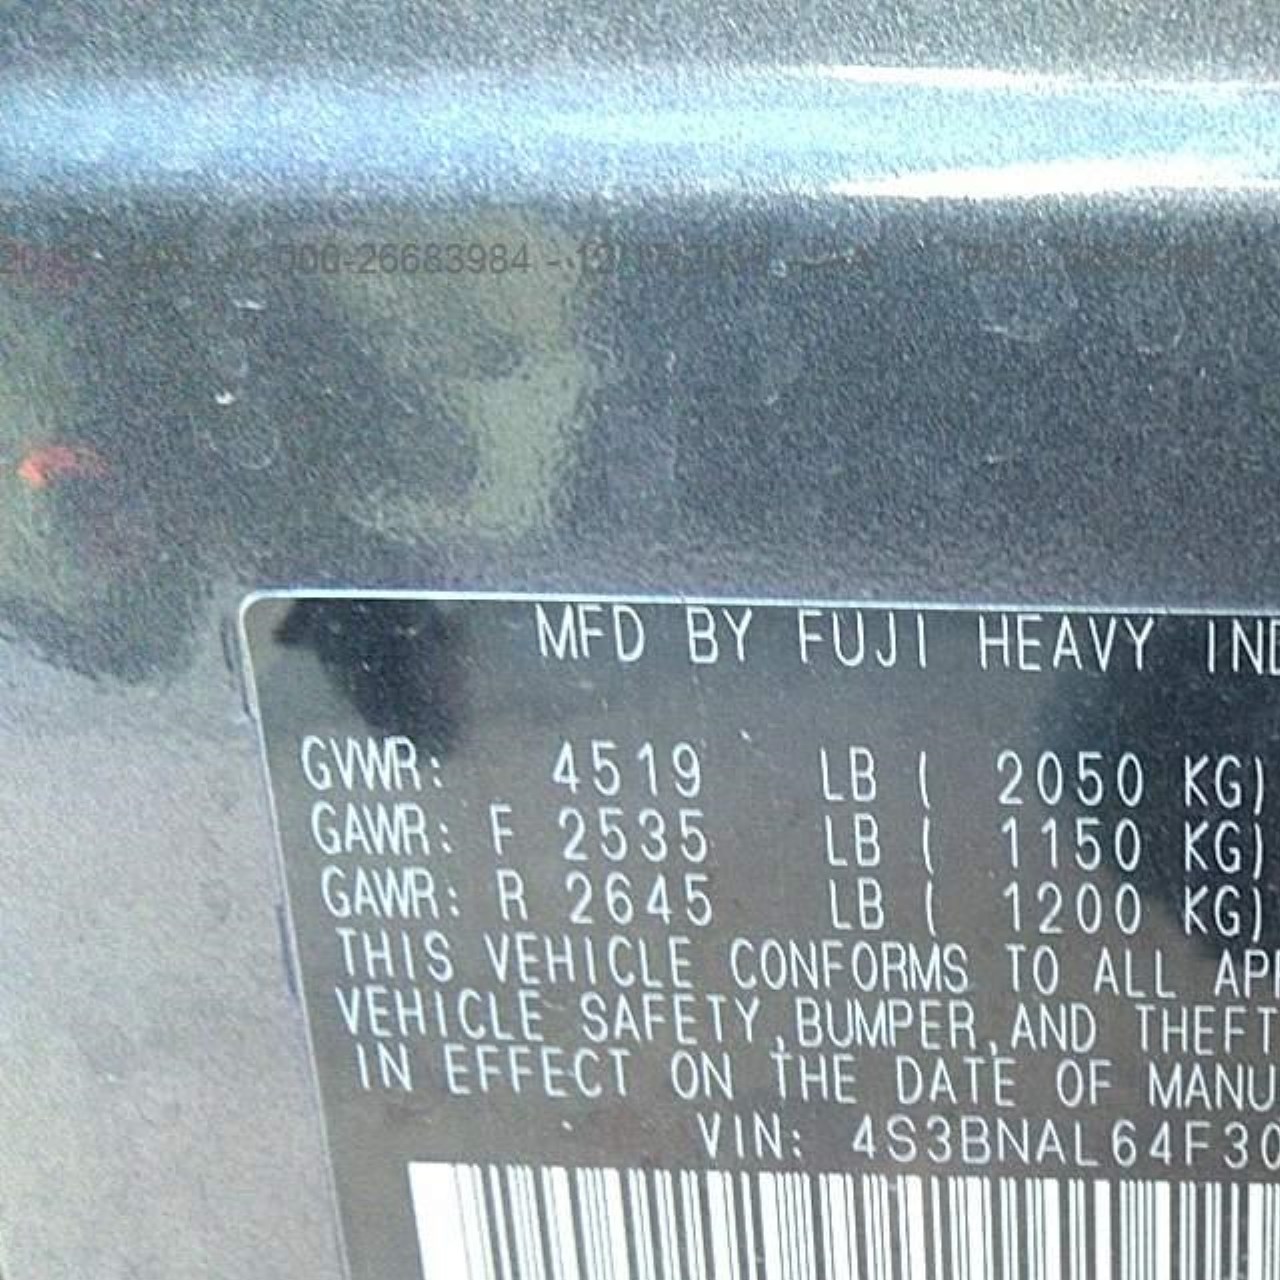 000-26683984 -
MFD BY FUJI HEAVY IND
GVWR: 4519 LB ( 2050 KG)
GAWR: F 2535 LB ( 1150 KG)
GAWR: R 2645 LB ( 1200 KG)
THIS VEHICLE CONFORMS TO ALL APP
VEHICLE SAFETY,BUMPER,AND THEFT
IN EFFECT ON THE DATE OF MANU
VIN: 4S3BNAL64F30